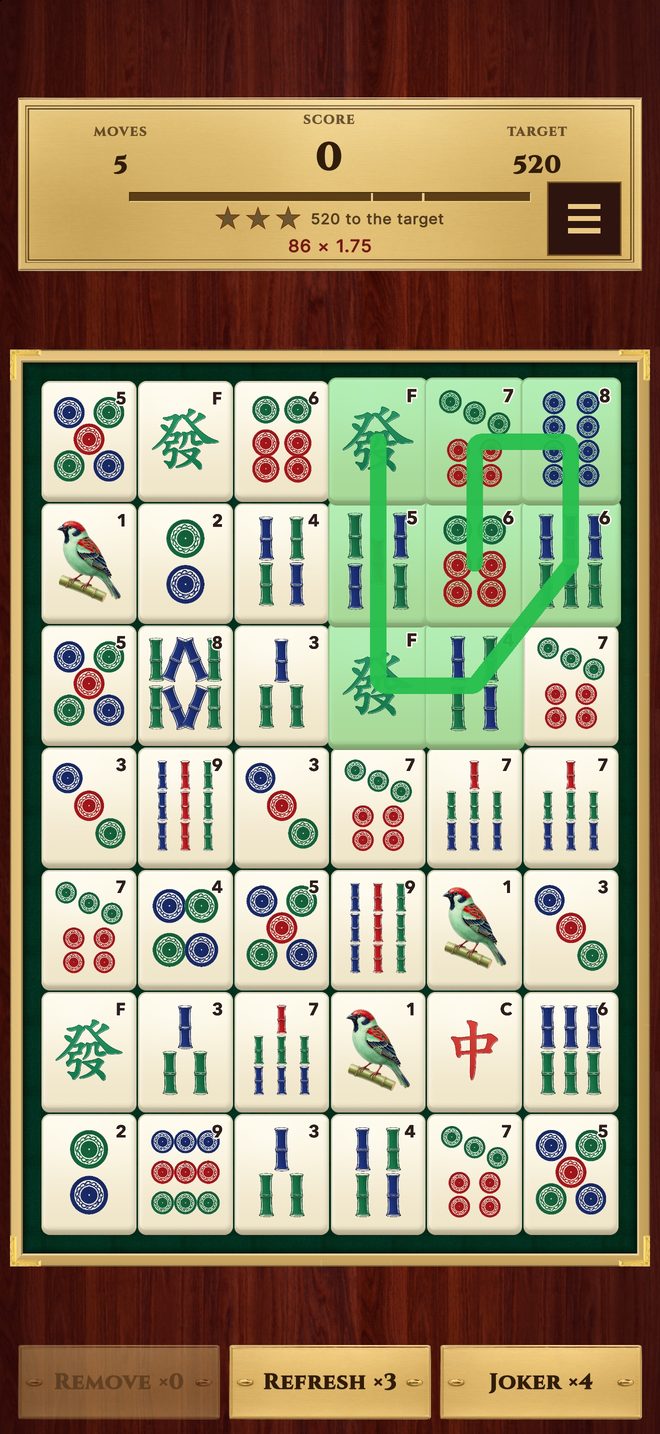 MOVES
SCORE
TARGET
5
0
520
520 to the target
86 × 1.75
5 F 6 F 7 8
發 發
1 2 4 5 6 6
5 8 3 F 7
發
3 9 3 7 7 7
7 4 5 9 1 3
F 3 7 1 C 6
發 中
2 9 3 4 7 5
REMOVE ×0
REFRESH ×3
JOKER ×4